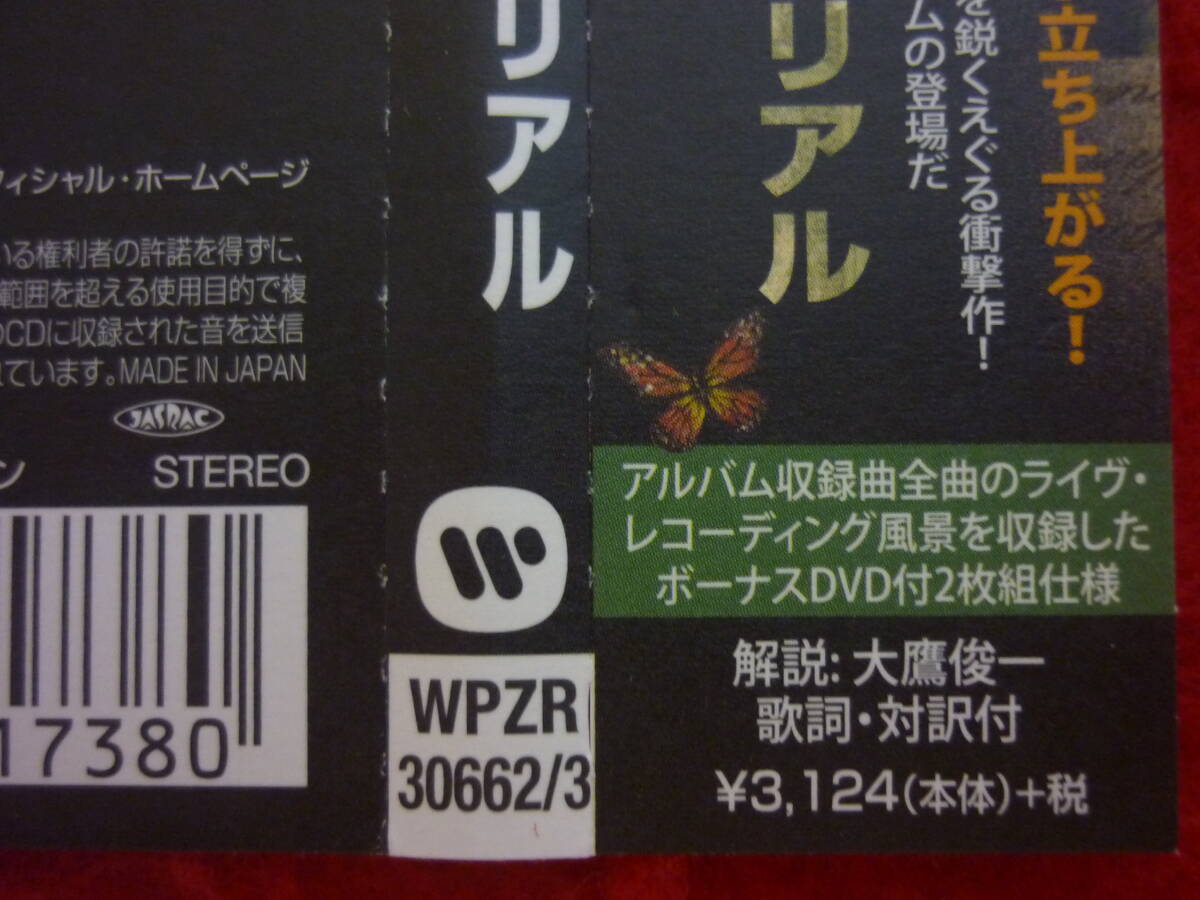 ィシャル・ホームページ
いる権利者の許諾を得ずに、
範囲を超える使用目的で複
CDに収録された音を送信
ています。MADE IN JAPAN
JASRAC
ン STEREO
17380
リアル
WPZR
30662/3
立ち上がる!
を鋭くえぐる衝撃作!
ムの登場だ
リアル
アルバム収録曲全曲のライヴ・
レコーディング風景を収録した
ボーナスDVD付2枚組仕様
解説: 大鷹俊一
歌詞・対訳付
¥3,124(本体)+税